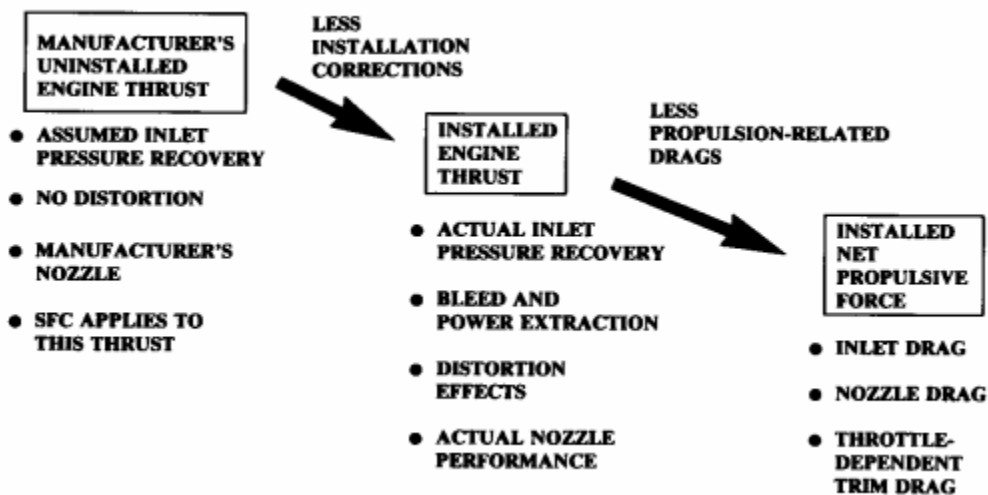 MANUFACTURER'S
UNINSTALLED
ENGINE THRUST
● ASSUMED INLET
PRESSURE RECOVERY
● NO DISTORTION
● MANUFACTURER'S
NOZZLE
● SFC APPLIES TO
THIS THRUST
LESS
INSTALLATION
CORRECTIONS
INSTALLED
ENGINE
THRUST
● ACTUAL INLET
PRESSURE RECOVERY
● BLEED AND
POWER EXTRACTION
● DISTORTION
EFFECTS
● ACTUAL NOZZLE
PERFORMANCE
LESS
PROPULSION-RELATED
DRAGS
INSTALLED
NET
PROPULSIVE
FORCE
● INLET DRAG
● NOZZLE DRAG
● THROTTLE-
DEPENDENT
TRIM DRAG